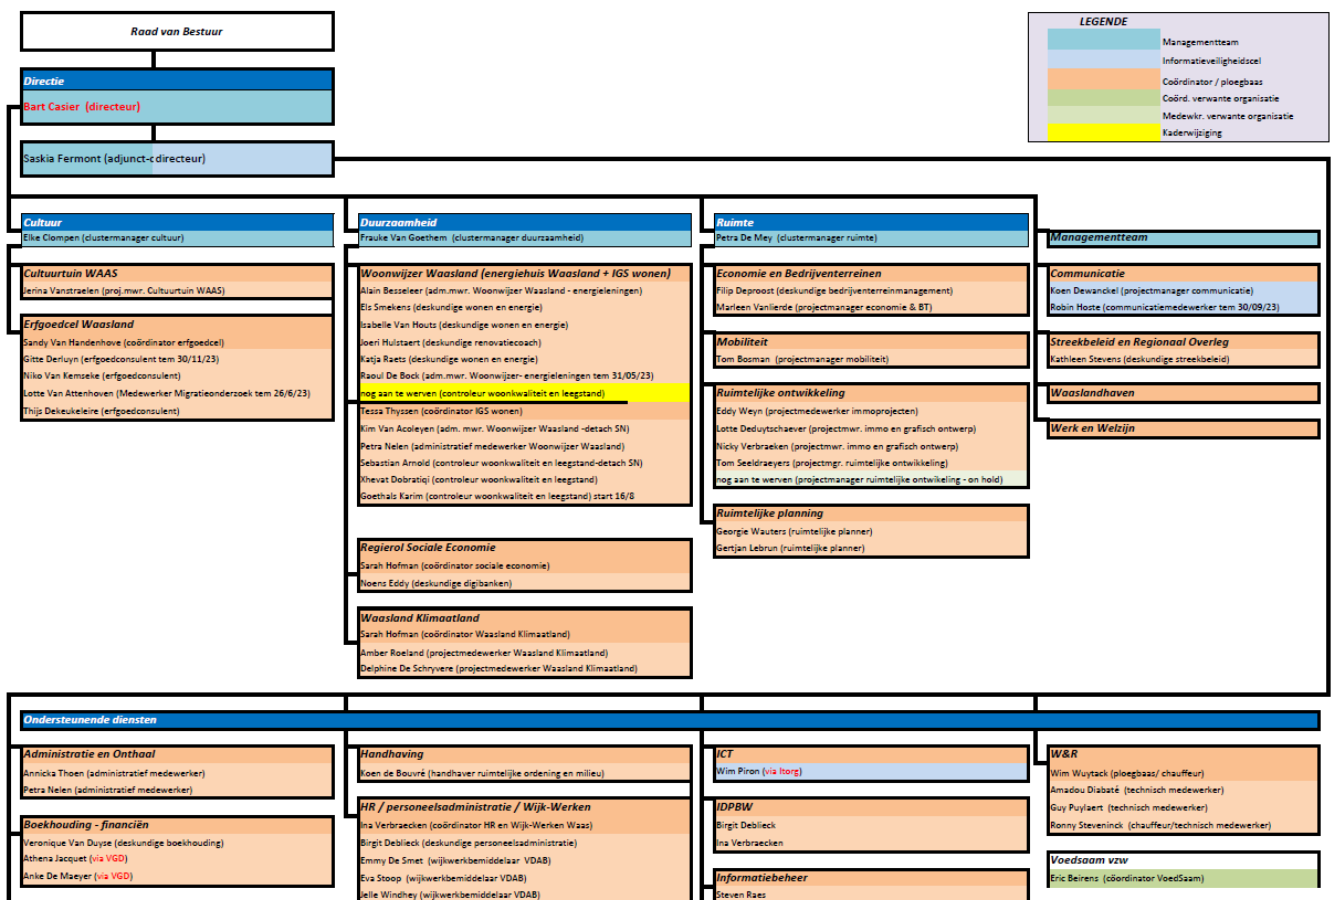 Raad van Bestuur
LEGENDE
Managementteam
Informatieveiligheidscel
Coördinator / ploegbaas
Coörd. verwante organisatie
Medewkr. verwante organisatie
Kaderwijziging
Directie
Bart Casier (directeur)
Saskia Fermont (adjunct-directeur)
Cultuur
Elke Clompen (clustermanager cultuur)
Cultuurtuin WAAS
Jerina Vanstraelen (proj.mwr. Cultuurtuin WAAS)
Erfgoedcel Waasland
Sandy Van Handenhove (coördinator erfgoedcel)
Gitte Derluyn (erfgoedconsulent tem 30/11/23)
Niko Van Kemseke (erfgoedconsulent)
Lotte Van Attenhoven (Medewerker Migratieonderzoek tem 26/6/23)
Thijs Dekeukeleire (erfgoedconsulent)
Duurzaamheid
Frauke Van Goethem (clustermanager duurzaamheid)
Woonwijzer Waasland (energiehuis Waasland + IGS wonen)
Alain Besseleer (adm.mwr. Woonwijzer Waasland - energieleningen)
Els Smekens (deskundige wonen en energie)
Isabelle Van Houts (deskundige wonen en energie)
Joeri Hulstaert (deskundige renovatiecoach)
Katja Raets (deskundige wonen en energie)
Raoul De Bock (adm.mwr. Woonwijzer- energieleningen tem 31/05/23)
nog aan te werven (controleur woonkwaliteit en leegstand)
Tessa Thyssen (coördinator IGS wonen)
Kim Van Acoleyen (adm. mwr. Woonwijzer Waasland -detach SN)
Petra Nelen (administratief medewerker Woonwijzer Waasland)
Sebastian Arnold (controleur woonkwaliteit en leegstand-detach SN)
Xhevat Dobratiqi (controleur woonkwaliteit en leegstand)
Goethals Karim (controleur woonkwaliteit en leegstand) start 16/8
Regierol Sociale Economie
Sarah Hofman (coördinator sociale economie)
Noens Eddy (deskundige digibanken)
Waasland Klimaatland
Sarah Hofman (coördinator Waasland Klimaatland)
Amber Roeland (projectmedewerker Waasland Klimaatland)
Delphine De Schryvere (projectmedewerker Waasland Klimaatland)
Ruimte
Petra De Mey (clustermanager ruimte)
Economie en Bedrijventerreinen
Filip Deproost (deskundige bedrijventerreinmanagement)
Marleen Vanlierde (projectmanager economie & BT)
Mobiliteit
Tom Bosman (projectmanager mobiliteit)
Ruimtelijke ontwikkeling
Eddy Weyn (projectmedewerker immoprojecten)
Lotte Deduytschaever (projectmwr. immo en grafisch ontwerp)
Nicky Verbraeken (projectmwr. immo en grafisch ontwerp)
Tom Seeldraeyers (projectmgr. ruimtelijke ontwikkeling)
nog aan te werven (projectmanager ruimtelijke ontwikeling - on hold)
Ruimtelijke planning
Georgie Wauters (ruimtelijke planner)
Gertjan Lebrun (ruimtelijke planner)
Managementteam
Communicatie
Koen Dewanckel (projectmanager communicatie)
Robin Hoste (communicatiemedewerker tem 30/09/23)
Streekbeleid en Regionaal Overleg
Kathleen Stevens (deskundige streekbeleid)
Waaslandhaven
Werk en Welzijn
Ondersteunende diensten
Administratie en Onthaal
Annicka Thoen (administratief medewerker)
Petra Nelen (administratief medewerker)
Boekhouding - financiën
Veronique Van Duyse (deskundige boekhouding)
Athena Jacquet (via VGD)
Anke De Maeyer (via VGD)
Handhaving
Koen de Bouvré (handhaver ruimtelijke ordening en milieu)
HR / personeelsadministratie / Wijk-Werken
Ina Verbraecken (coördinator HR en Wijk-Werken Waas)
Birgit Deblieck (deskundige personeelsadministratie)
Emmy De Smet (wijkwerkbemiddelaar VDAB)
Eva Stoop (wijkwerkbemiddelaar VDAB)
Jelle Windhey (wijkwerkbemiddelaar VDAB)
ICT
Wim Piron (via Itorg)
IDPBW
Birgit Deblieck
Ina Verbraecken
Informatiebeheer
Steven Raes
W&R
Wim Wuytack (ploegbaas/ chauffeur)
Amadou Diabaté (technisch medewerker)
Guy Puylaert (technisch medewerker)
Ronny Steveninck (chauffeur/technisch medewerker)
Voedsaam vzw
Eric Beirens (cöordinator VoedSaam)